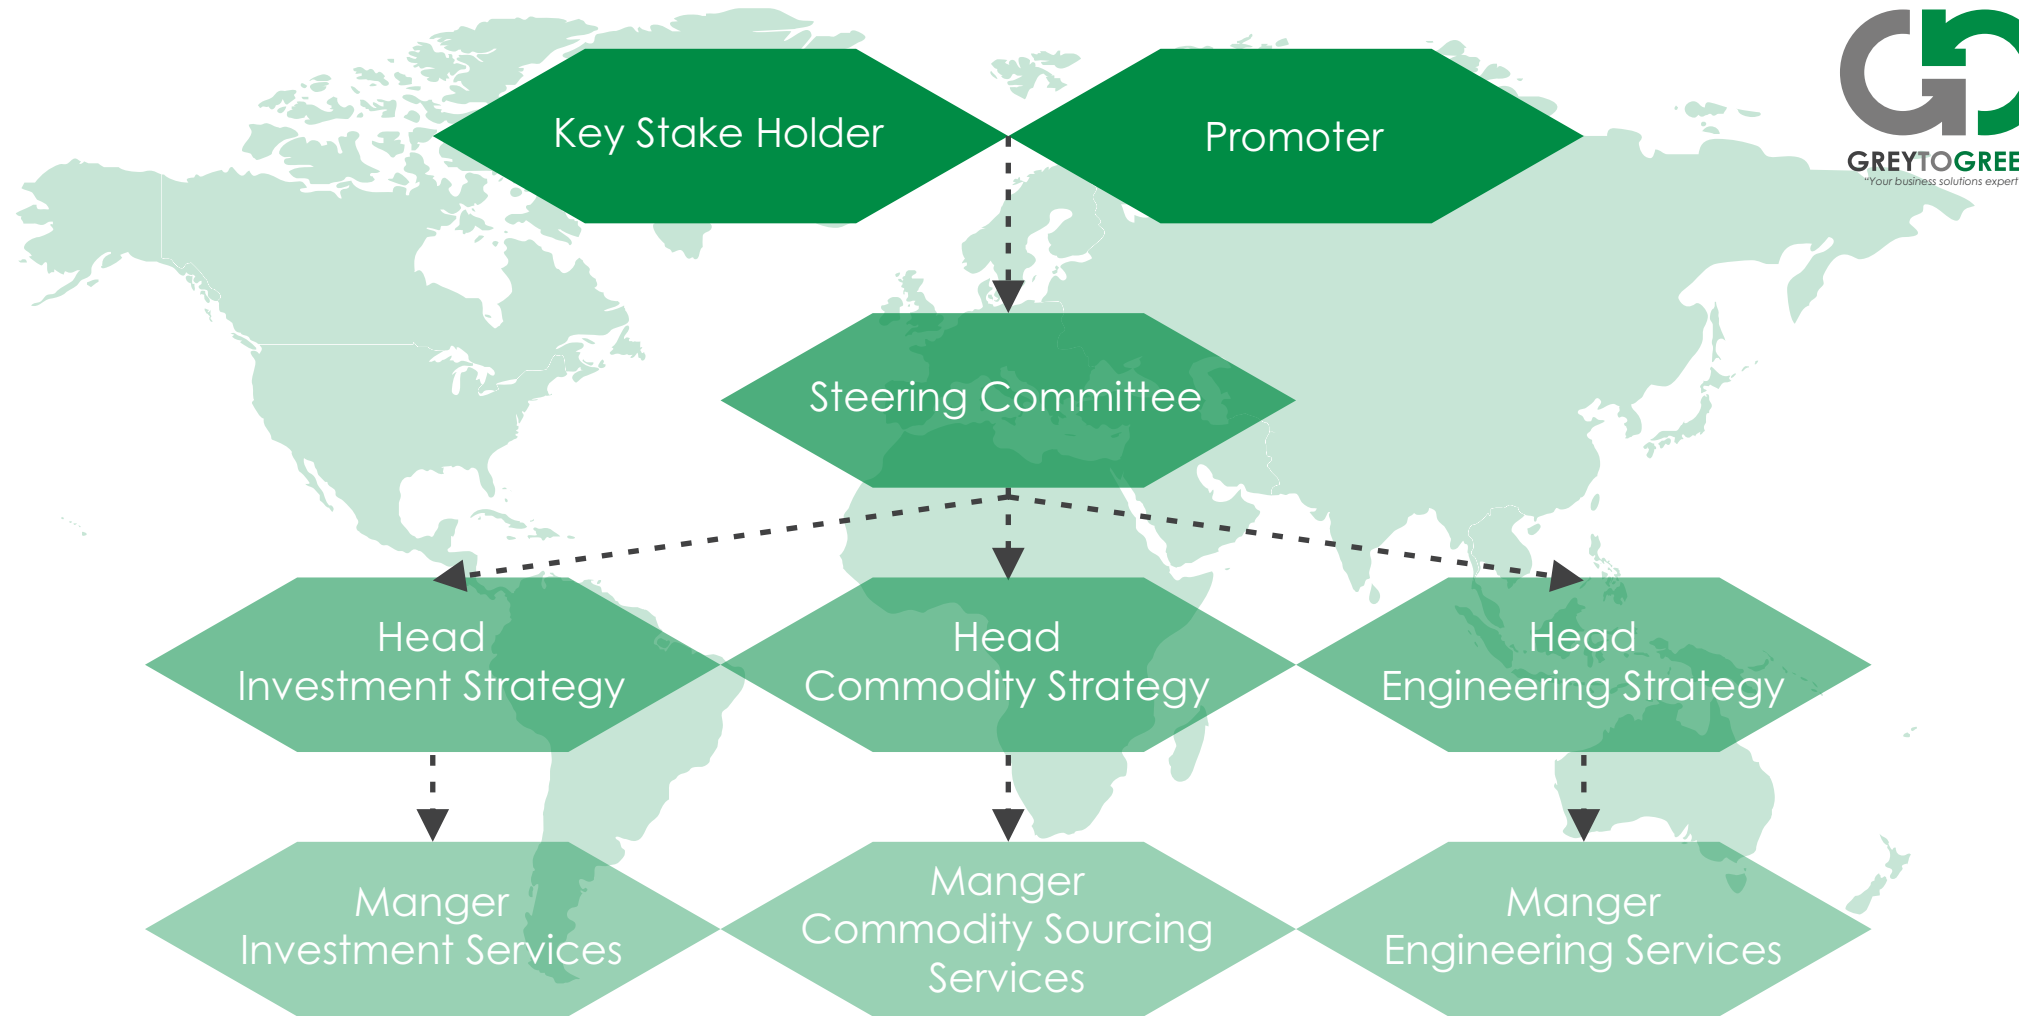 Key Stake Holder
Promoter
GREYTOGREE
"Your business solutions expert
Steering Committee
Head
Investment Strategy
Head
Commodity Strategy
Head
Engineering Strategy
Manger
Investment Services
Manger
Commodity Sourcing
Services
Manger
Engineering Services